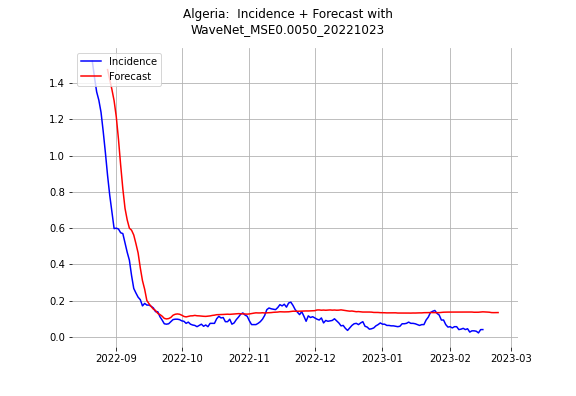 Algeria:  Incidence + Forecast with
WaveNet_MSE0.0050_20221023
Incidence
Forecast
1.4
1.2
1.0
0.8
0.6
0.4
0.2
0.0
2022-09 2022-10 2022-11 2022-12 2023-01 2023-02 2023-03